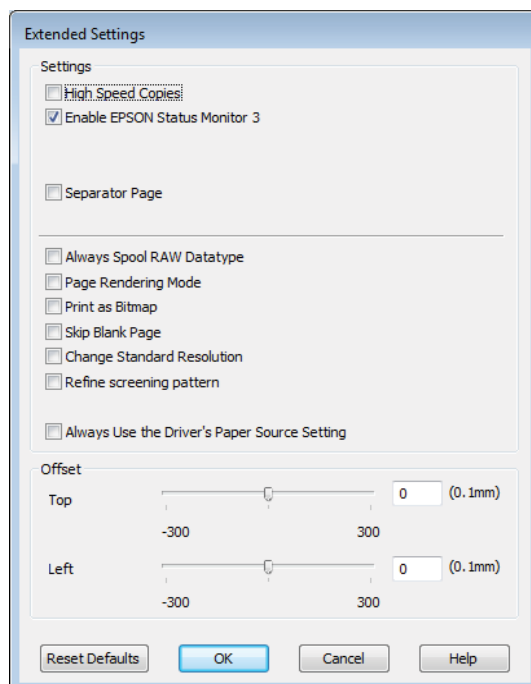 Extended Settings
Settings
High Speed Copies
Enable EPSON Status Monitor 3
Separator Page
Always Spool RAW Datatype
Page Rendering Mode
Print as Bitmap
Skip Blank Page
Change Standard Resolution
Refine screening pattern
Always Use the Driver's Paper Source Setting
Offset
Top 0 (0.1mm)
-300 300
Left 0 (0.1mm)
-300 300
Reset Defaults OK Cancel Help